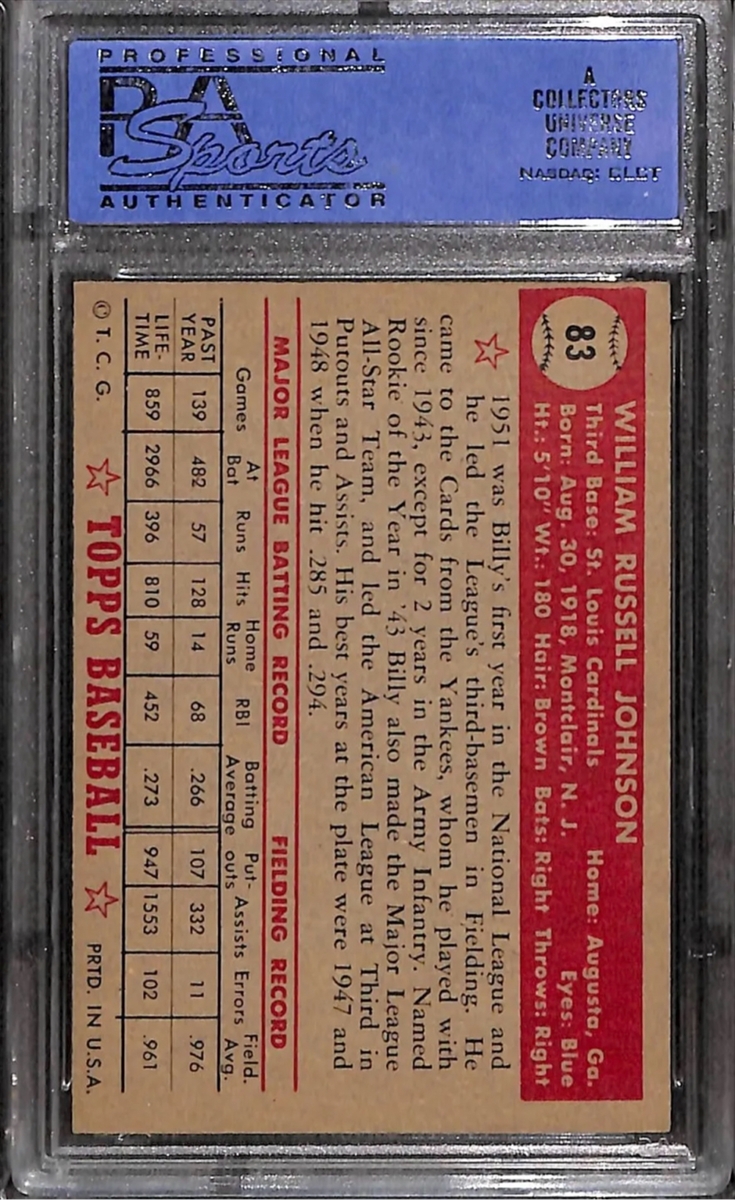 PROFESSIONAL
PSA
Sports
AUTHENTICATOR
A
COLLECTORS
UNIVERSE
COMPANY
NASDAQ: CLCT
83
WILLIAM RUSSELL JOHNSON
Third Base: St. Louis Cardinals Home: Augusta, Ga.
Born: Aug. 30, 1918, Montclair, N. J. Eyes: Blue
Ht.: 5'10" Wt.: 180 Hair: Brown Bats: Right Throws: Right
1951 was Billy's first year in the National League and
he led the League's third-basemen in Fielding. He
came to the Cards from the Yankees, whom he played with
since 1943, except for 2 years in the Army Infantry. Named
Rookie of the Year in '43 Billy also made the Major League
All-Star Team, and led the American League at Third in
Putouts and Assists. His best years at the plate were 1947 and
1948 when he hit .285 and .294.
MAJOR LEAGUE BATTING RECORD FIELDING RECORD
Games At Bat Runs Hits Home Runs RBI Batting Average Put-outs Assists Errors Field. Avg.
PAST YEAR 139 482 57 128 14 68 .266 107 332 11 .976
LIFE-TIME 859 2966 396 810 59 452 .273 947 1553 102 .961
© T. C. G. TOPPS BASEBALL PRTD. IN U.S.A.